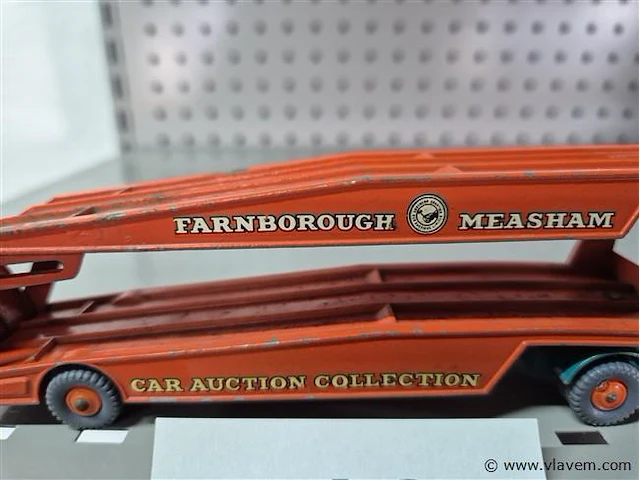 FARNBOROUGH MEASHAM
CAR AUCTION COLLECTION
© www.vlavem.com